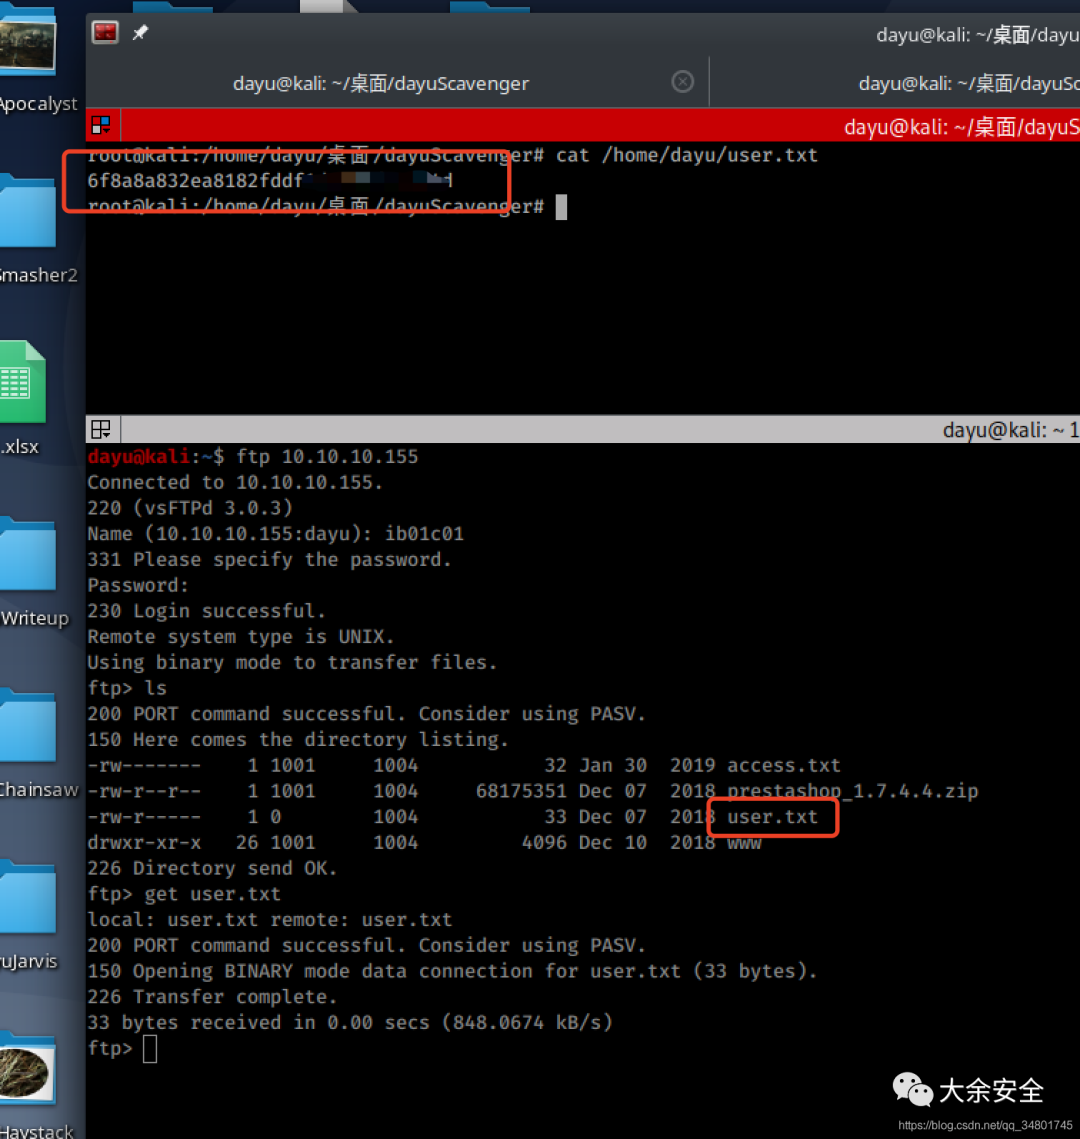 dayu@kali: ~/桌面/dayu
dayu@kali: ~/桌面/dayuScavenger
dayu@kali: ~/桌面/dayuSc
dayu@kali: ~/桌面/dayuS
root@kali:/home/dayu/桌面/dayuScavenger# cat /home/dayu/user.txt
6f8a8a832ea8182fddf
root@kali:/home/dayu/桌面/dayuScavenger#
dayu@kali: ~ 1
dayu@kali:~$ ftp 10.10.10.155
Connected to 10.10.10.155.
220 (vsFTPd 3.0.3)
Name (10.10.10.155:dayu): ib01c01
331 Please specify the password.
Password:
230 Login successful.
Remote system type is UNIX.
Using binary mode to transfer files.
ftp> ls
200 PORT command successful. Consider using PASV.
150 Here comes the directory listing.
-rw------- 1 1001 1004 32 Jan 30 2019 access.txt
-rw-r--r-- 1 1001 1004 68175351 Dec 07 2018 prestashop_1.7.4.4.zip
-rw-r----- 1 0 1004 33 Dec 07 2018 user.txt
drwxr-xr-x 26 1001 1004 4096 Dec 10 2018 www
226 Directory send OK.
ftp> get user.txt
local: user.txt remote: user.txt
200 PORT command successful. Consider using PASV.
150 Opening BINARY mode data connection for user.txt (33 bytes).
226 Transfer complete.
33 bytes received in 0.00 secs (848.0674 kB/s)
ftp>
Apocalyst
Smasher2
.xlsx
Writeup
Chainsaw
uJarvis
Haystack
大余安全
https://blog.csdn.net/qq_34801745